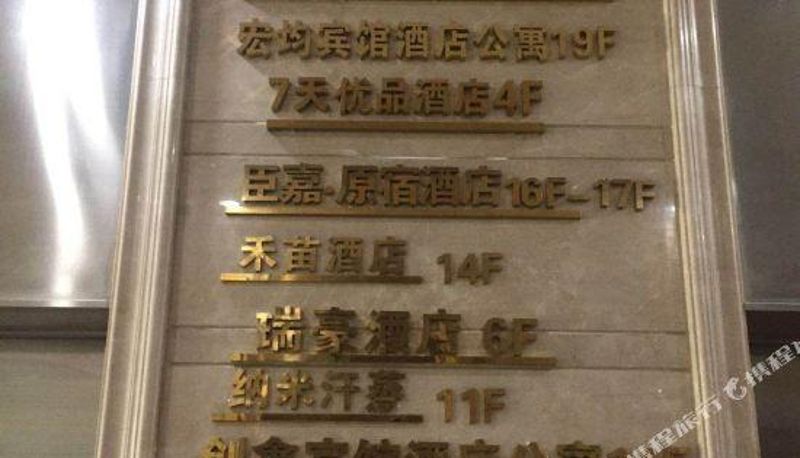 宏均宾馆酒店公寓19F
7天优品酒店4F
臣嘉·原宿酒店16F-17F
禾苗酒店 14F
瑞豪酒店 6F
纳米汗蒸 11F
携程旅行